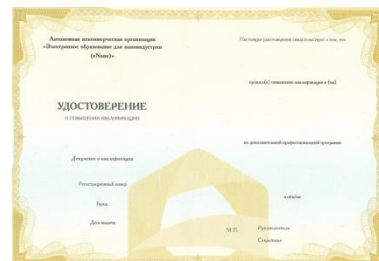 Автономная некоммерческая организация
«Электронное образование для наноиндустрии
(eNano)»
УДОСТОВЕРЕНИЕ
О ПОВЫШЕНИИ КВАЛИФИКАЦИИ
Документ о квалификации
Регистрационный номер
Город
Дата выдачи
Настоящее удостоверение свидетельствует о том, что
прошел(а) повышение квалификации в (на)
по дополнительной профессиональной программе
в объёме
М.П.
Руководитель
Секретарь